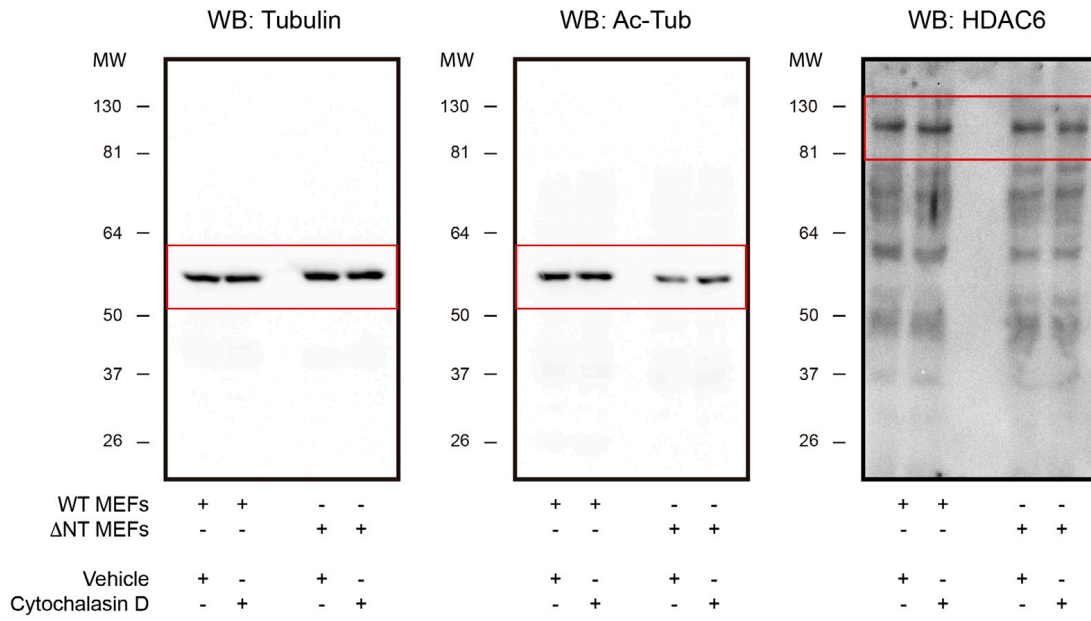 WB: Tubulin WB: Ac-Tub WB: HDAC6
MW MW MW
130 – 130 – 130 –
81 – 81 – 81 –
64 – 64 – 64 –
50 – 50 – 50 –
37 – 37 – 37 –
26 – 26 – 26 –
WT MEFs + + - - + + - - + + - -
ΔNT MEFs - - + + - - + + - - + +
Vehicle + - + - + - + - + - + -
Cytochalasin D - + - + - + - + - + - +